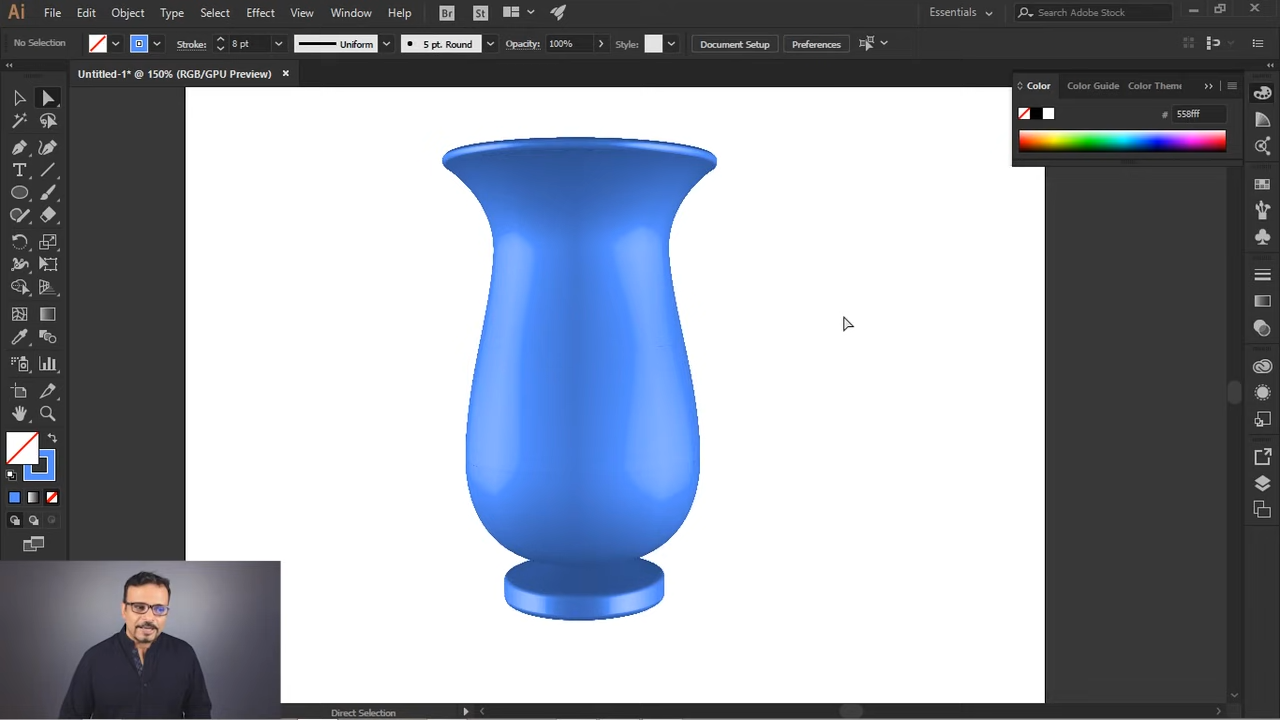 Ai File Edit Object Type Select Effect View Window Help Br St Essentials Search Adobe Stock
No Selection Stroke: 8 pt Uniform 5 pt. Round Opacity: 100% Style: Document Setup Preferences
Untitled-1* @ 150% (RGB/GPU Preview) ×
Color Color Guide Color Theme
# 558fff
Direct Selection